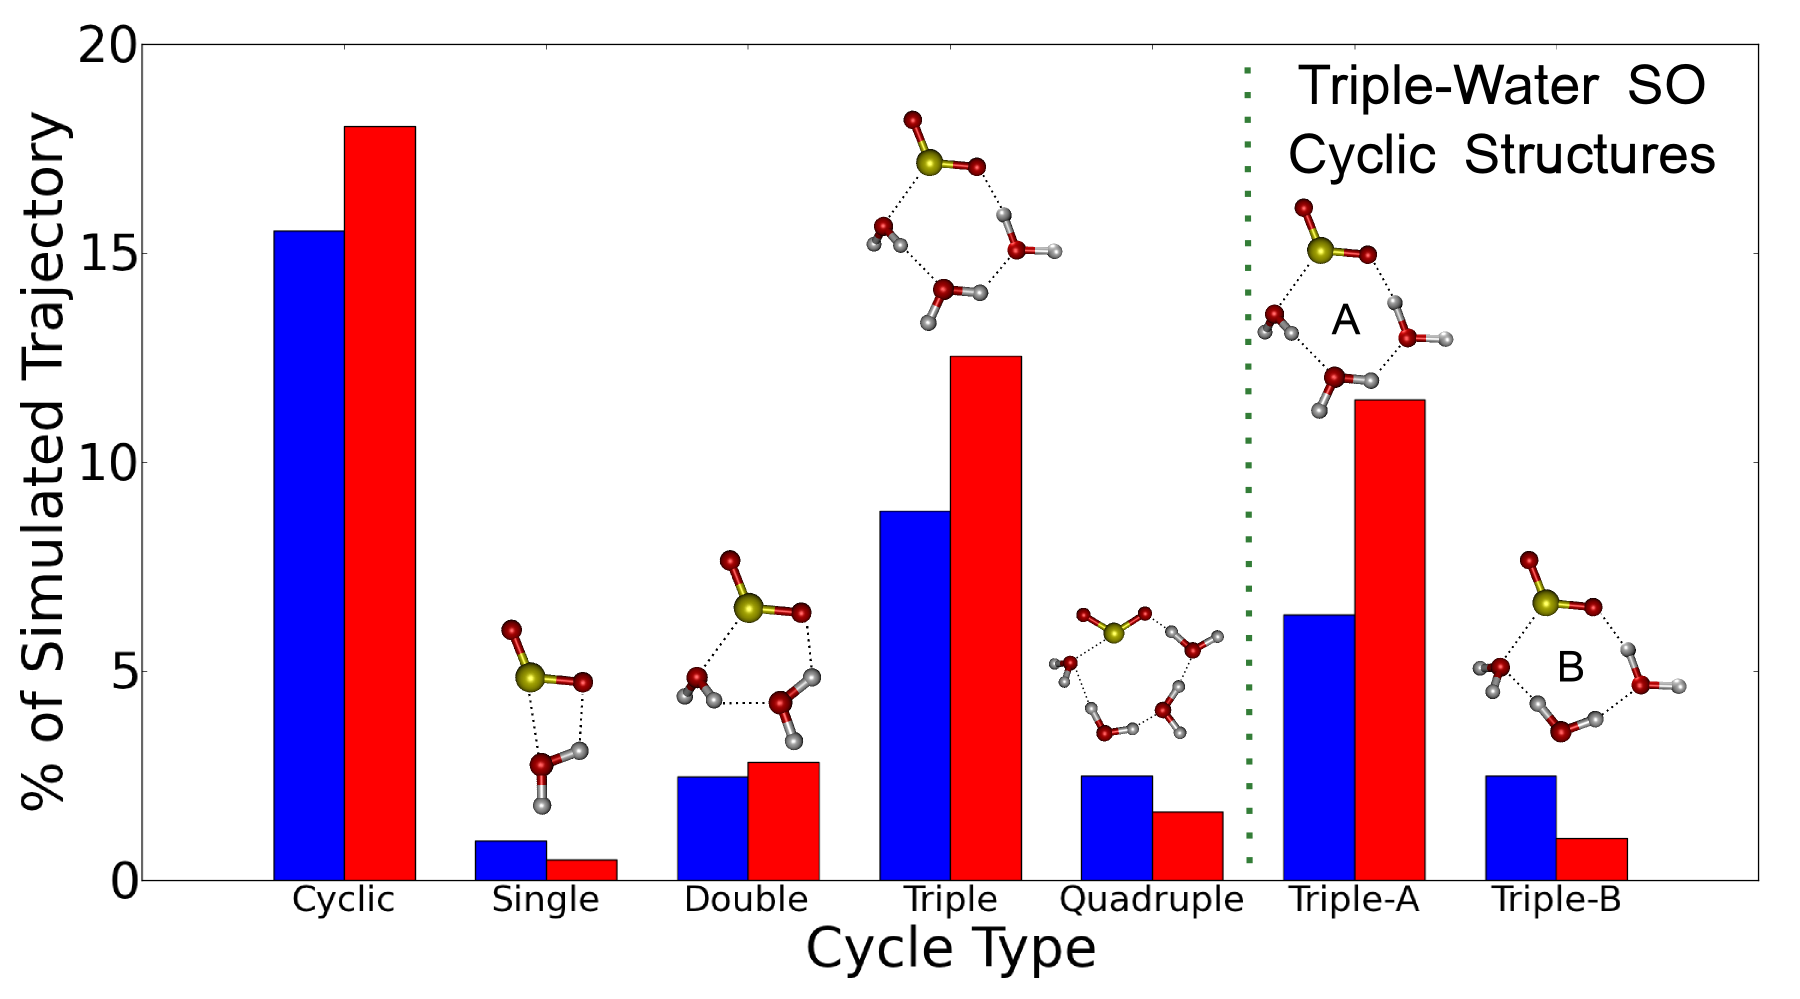 % of Simulated Trajectory
20
15
10
5
0
Triple-Water SO
Cyclic Structures
A
B
Cyclic
Single
Double
Triple
Quadruple
Triple-A
Triple-B
Cycle Type